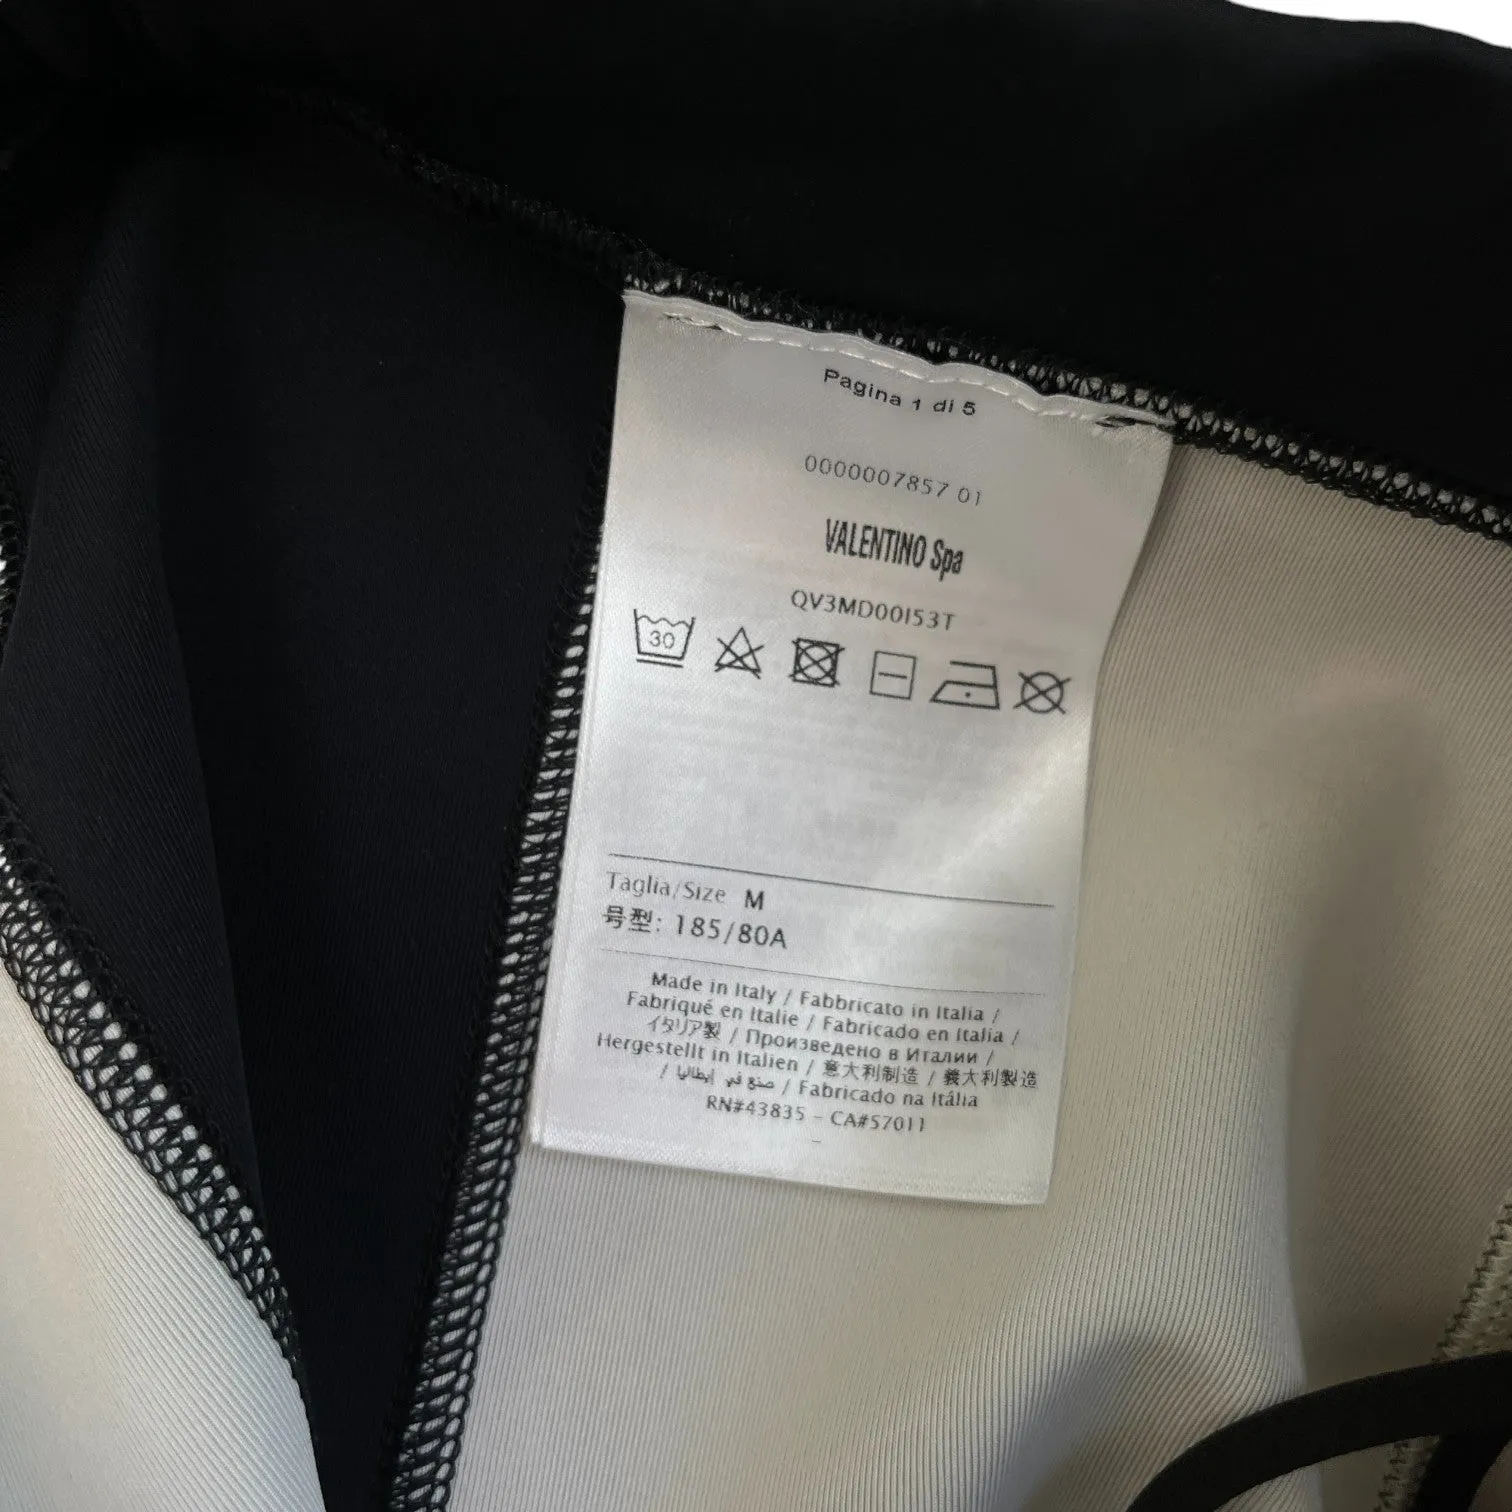 Pagina 1 di 5
0000007857 01
VALENTINO Spa
QV3MD00I53T
30
Taglia/Size M
号型: 185/80A
Made in Italy / Fabbricato in Italia /
Fabriqué en Italie / Fabricado en Italia /
イタリア製 / Произведено в Италии /
Hergestellt in Italien / 意大利制造 / 義大利製造
/ صنع في إيطاليا / Fabricado na Itália
RN#43835 - CA#57011